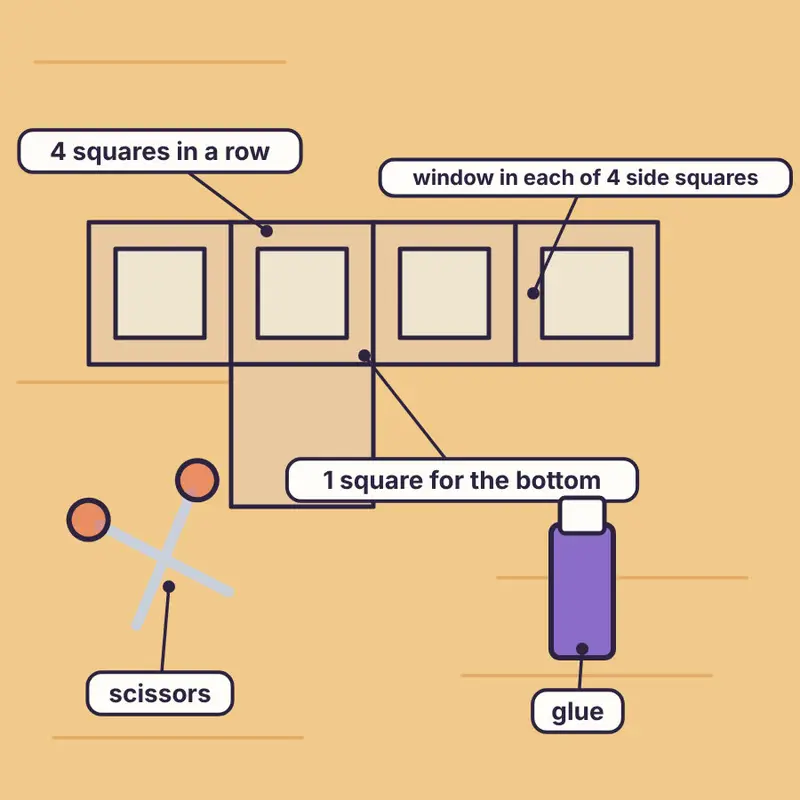 4 squares in a row
window in each of 4 side squares
1 square for the bottom
scissors
glue